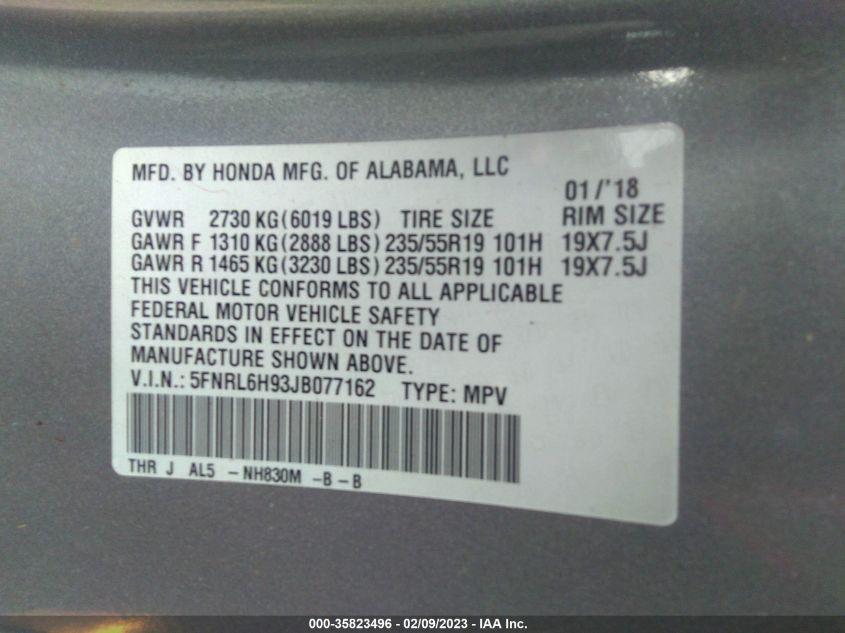 MFD. BY HONDA MFG. OF ALABAMA, LLC
01/'18
GVWR 2730 KG(6019 LBS) TIRE SIZE RIM SIZE
GAWR F 1310 KG(2888 LBS) 235/55R19 101H 19X7.5J
GAWR R 1465 KG(3230 LBS) 235/55R19 101H 19X7.5J
THIS VEHICLE CONFORMS TO ALL APPLICABLE
FEDERAL MOTOR VEHICLE SAFETY
STANDARDS IN EFFECT ON THE DATE OF
MANUFACTURE SHOWN ABOVE.
V.I.N.: 5FNRL6H93JB077162 TYPE: MPV
THR J AL5 -NH830M -B-B
000-35823496 - 02/09/2023 - IAA Inc.